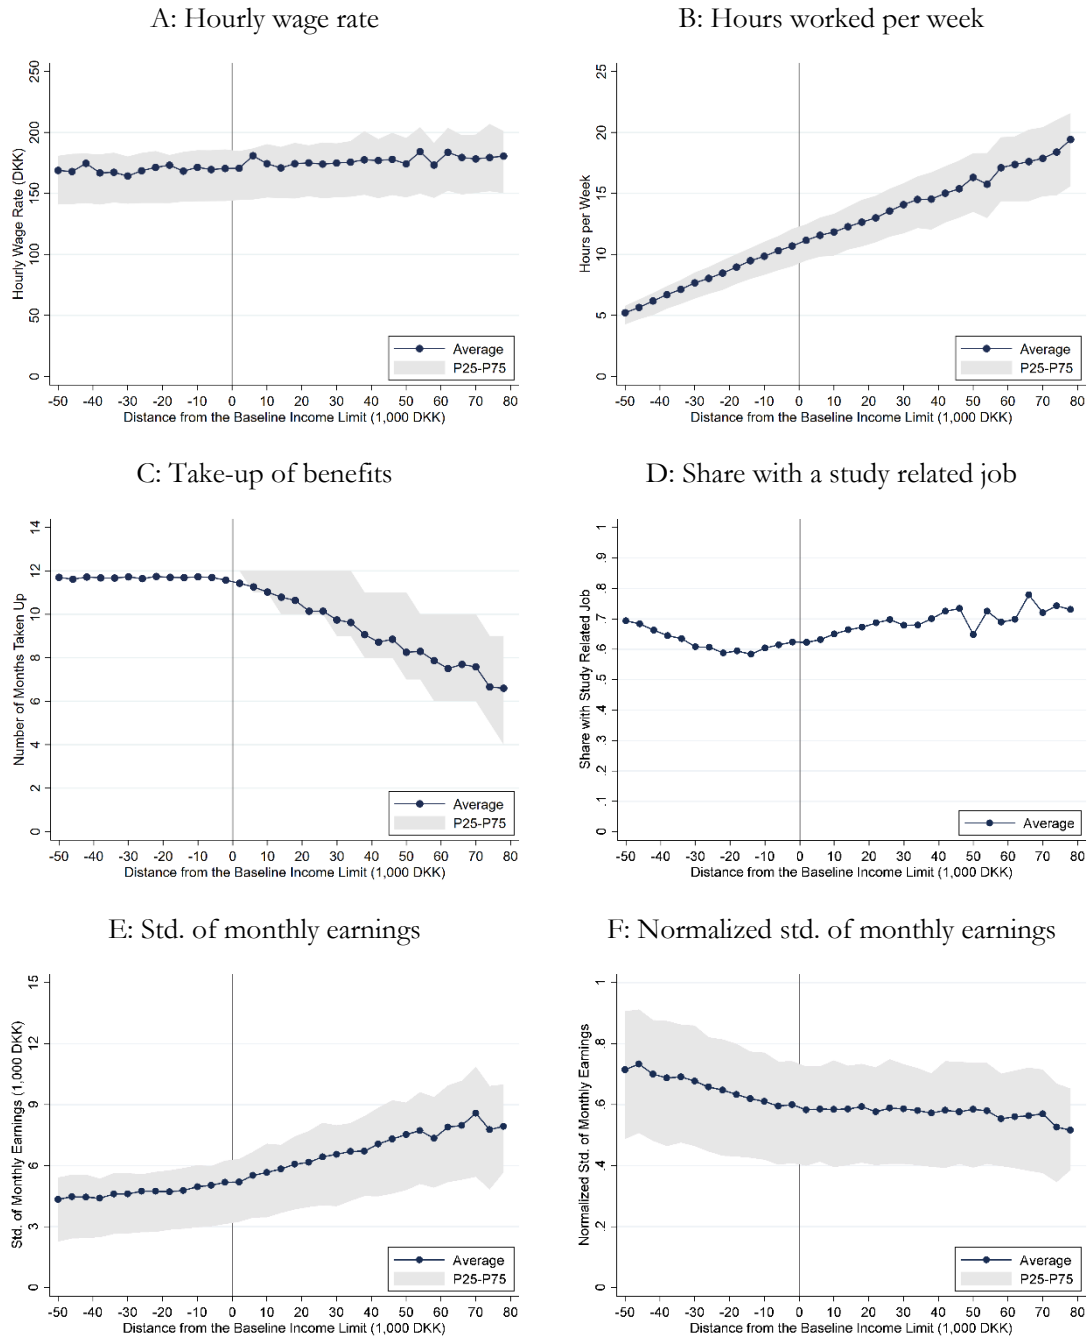 A: Hourly wage rate
Hourly Wage Rate (DKK)
0 50 100 150 200 250
-50 -40 -30 -20 -10 0 10 20 30 40 50 60 70 80
Distance from the Baseline Income Limit (1,000 DKK)
Average
P25-P75
B: Hours worked per week
Hours per Week
0 5 10 15 20 25
-50 -40 -30 -20 -10 0 10 20 30 40 50 60 70 80
Distance from the Baseline Income Limit (1,000 DKK)
Average
P25-P75
C: Take-up of benefits
Number of Months Taken Up
0 2 4 6 8 10 12 14
-50 -40 -30 -20 -10 0 10 20 30 40 50 60 70 80
Distance from the Baseline Income Limit (1,000 DKK)
Average
P25-P75
D: Share with a study related job
Share with Study Related Job
0 .1 .2 .3 .4 .5 .6 .7 .8 .9 1
-50 -40 -30 -20 -10 0 10 20 30 40 50 60 70 80
Distance from the Baseline Income Limit (1,000 DKK)
Average
E: Std. of monthly earnings
Std. of Monthly Earnings (1,000 DKK)
0 3 6 9 12 15
-50 -40 -30 -20 -10 0 10 20 30 40 50 60 70 80
Distance from the Baseline Income Limit (1,000 DKK)
Average
P25-P75
F: Normalized std. of monthly earnings
Normalized Std. of Monthly Earnings
0 .2 .4 .6 .8 1
-50 -40 -30 -20 -10 0 10 20 30 40 50 60 70 80
Distance from the Baseline Income Limit (1,000 DKK)
Average
P25-P75